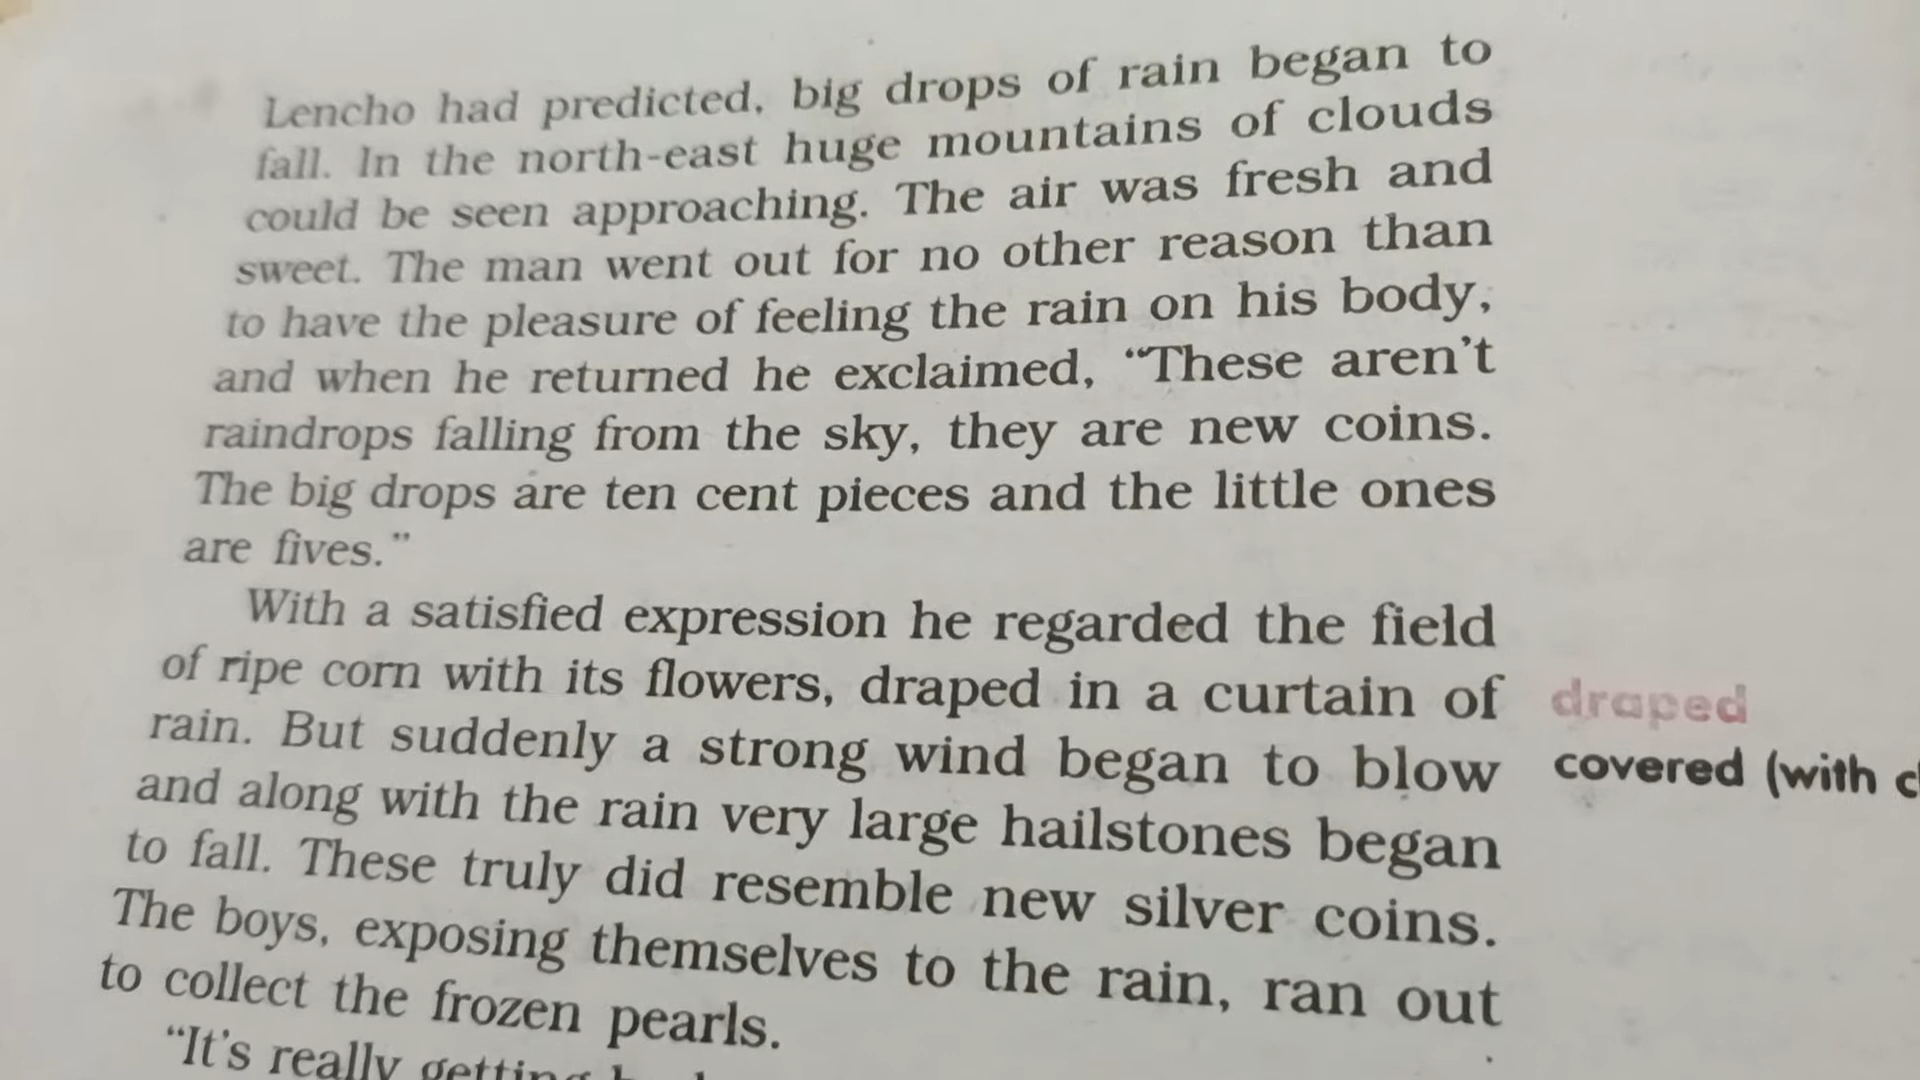 Lencho had predicted, big drops of rain began to
fall. In the north-east huge mountains of clouds
could be seen approaching. The air was fresh and
sweet. The man went out for no other reason than
to have the pleasure of feeling the rain on his body,
and when he returned he exclaimed, “These aren’t
raindrops falling from the sky, they are new coins.
The big drops are ten cent pieces and the little ones
are fives.”
With a satisfied expression he regarded the field
of ripe corn with its flowers, draped in a curtain of
rain. But suddenly a strong wind began to blow
and along with the rain very large hailstones began
to fall. These truly did resemble new silver coins.
The boys, exposing themselves to the rain, ran out
to collect the frozen pearls.
“It’s really getting
draped
covered (with